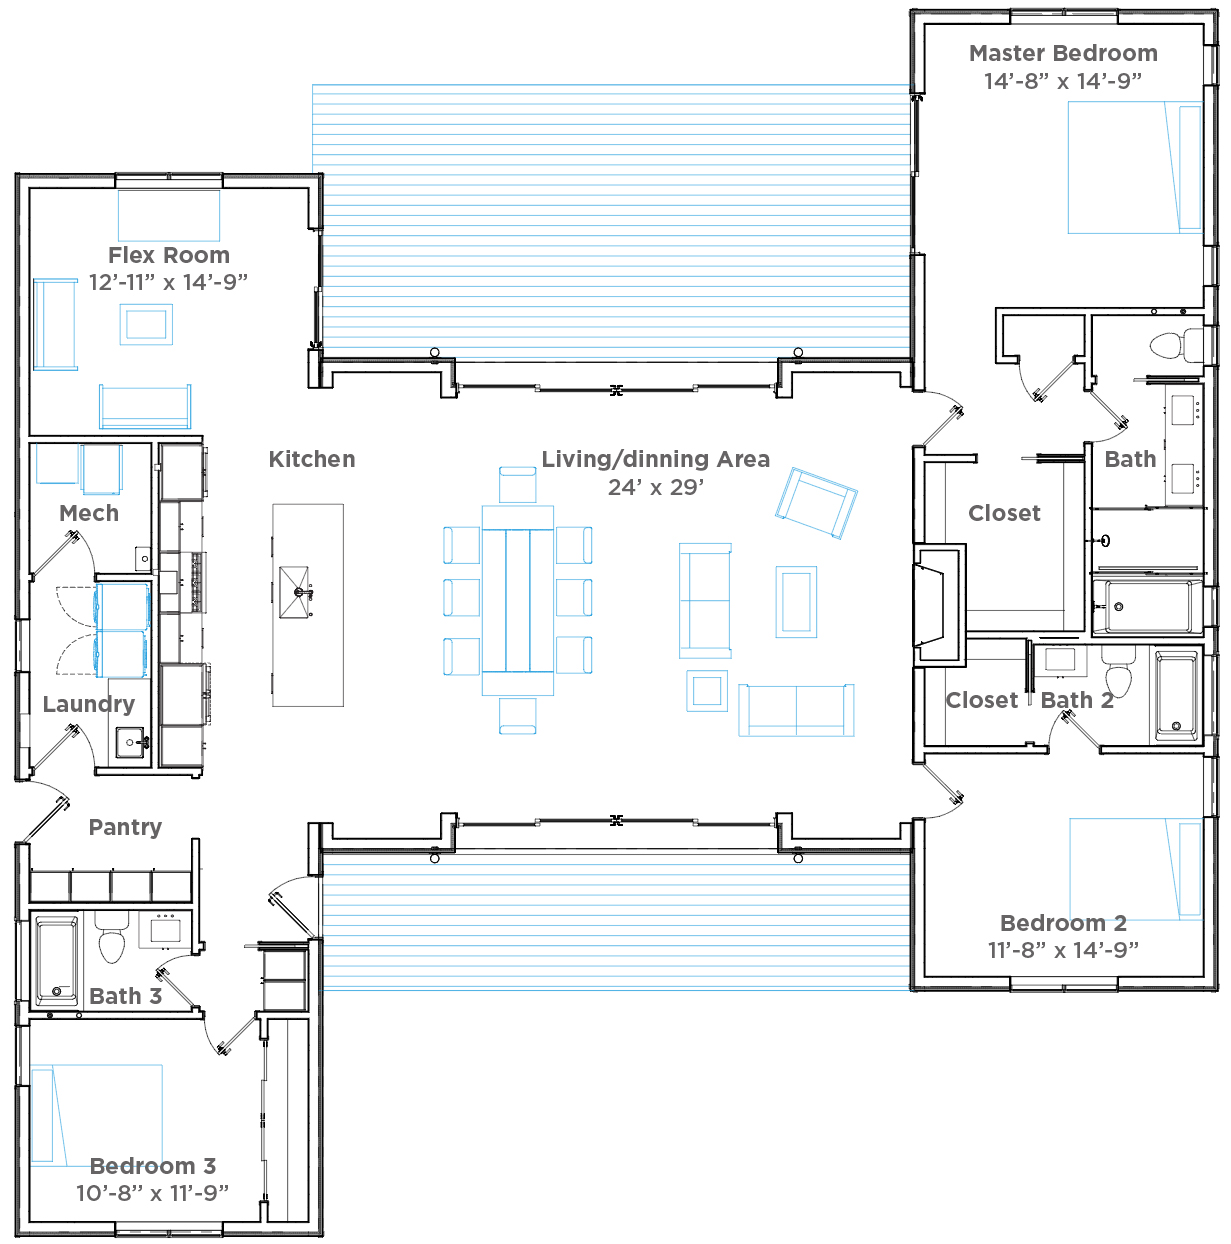 Master Bedroom
14’-8” x 14’-9”
Flex Room
12’-11” x 14’-9”
Kitchen
Living/dinning Area
24’ x 29’
Bath
Mech
Closet
Laundry
Closet
Bath 2
Pantry
Bedroom 2
11’-8” x 14’-9”
Bath 3
Bedroom 3
10’-8” x 11’-9”